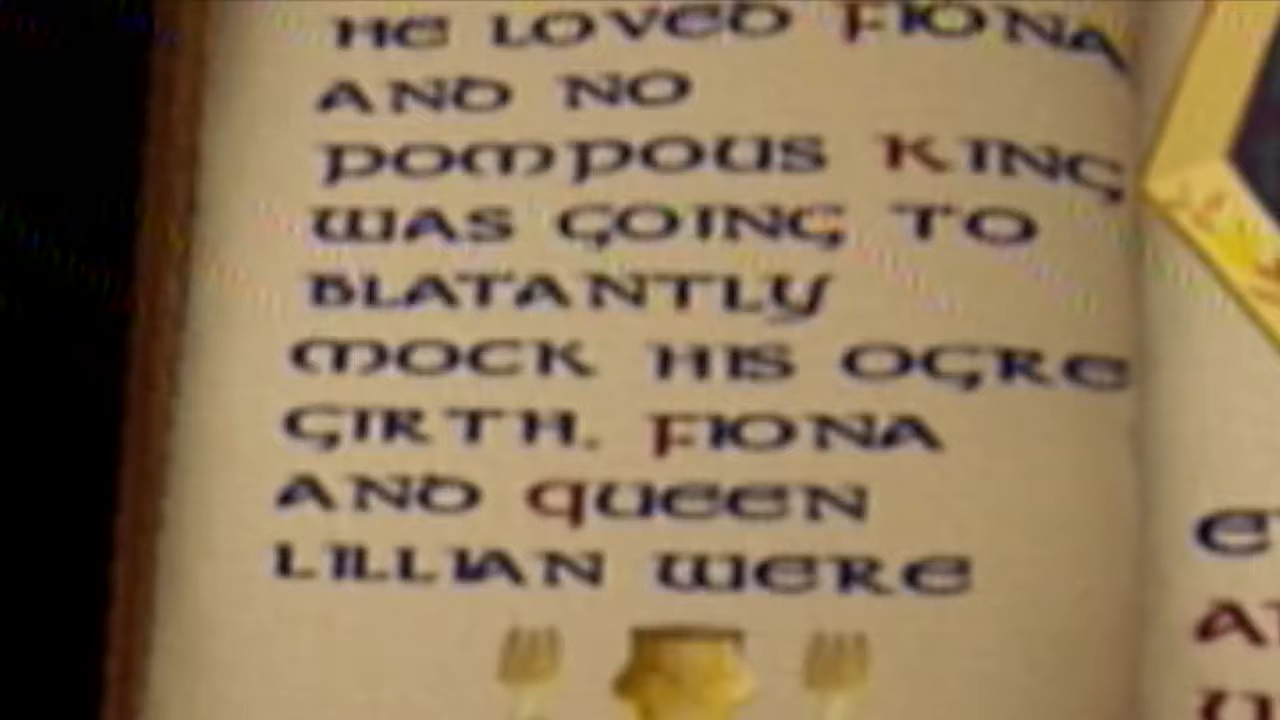 HE LOVED FIONA
AND NO
POMPOUS KING
WAS GOING TO
BLATANTLY
MOCK HIS OGRE
GIRTH. FIONA
AND QUEEN
LILLIAN WERE